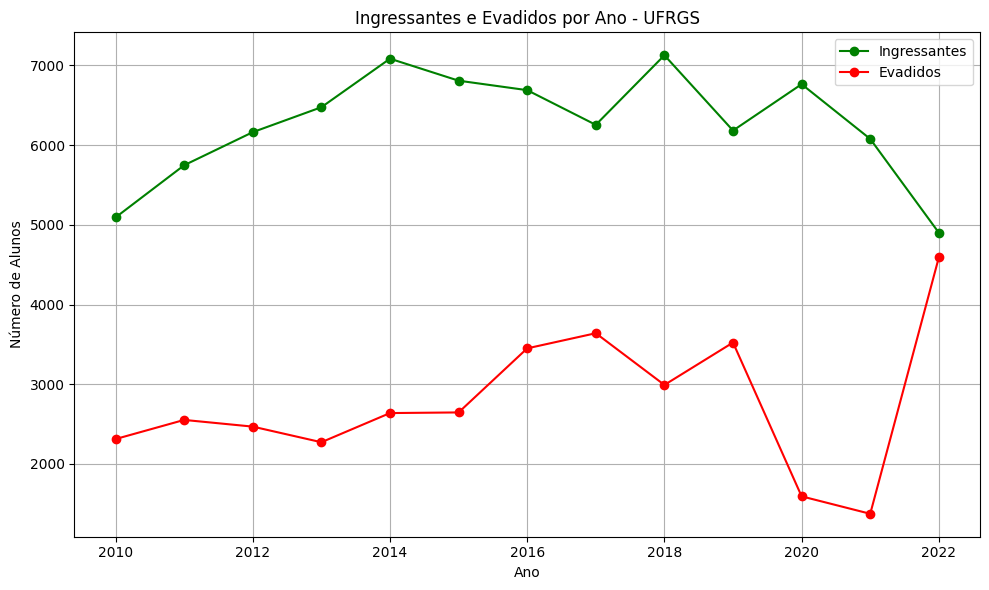 Ingressantes e Evadidos por Ano - UFRGS
Ingressantes
Evadidos
Número de Alunos
7000
6000
5000
4000
3000
2000
2010
2012
2014
2016
2018
2020
2022
Ano